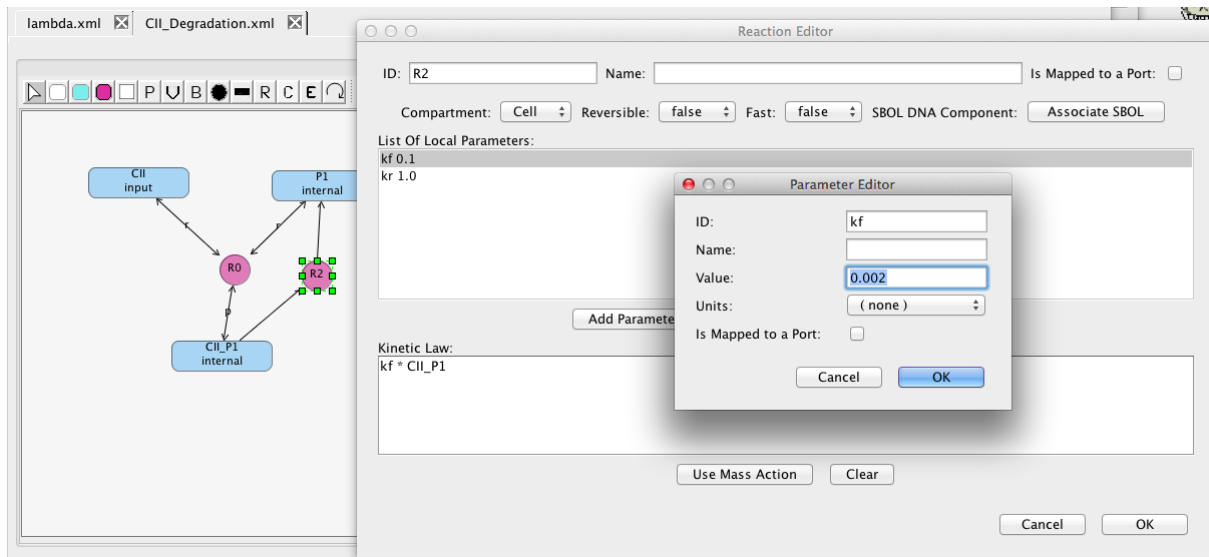 lambda.xml CII_Degradation.xml
Reaction Editor
ID: R2 Name: Is Mapped to a Port:
P V B R C E
Compartment: Cell Reversible: false Fast: false SBOL DNA Component: Associate SBOL
List Of Local Parameters:
kf 0.1
kr 1.0
CII
input
P1
internal
r
r
R0
R2
p
CII_P1
internal
Parameter Editor
ID: kf
Name:
Value: 0.002
Units: ( none )
Is Mapped to a Port:
Cancel OK
Add Paramete
Kinetic Law:
kf * CII_P1
Use Mass Action Clear
Cancel OK